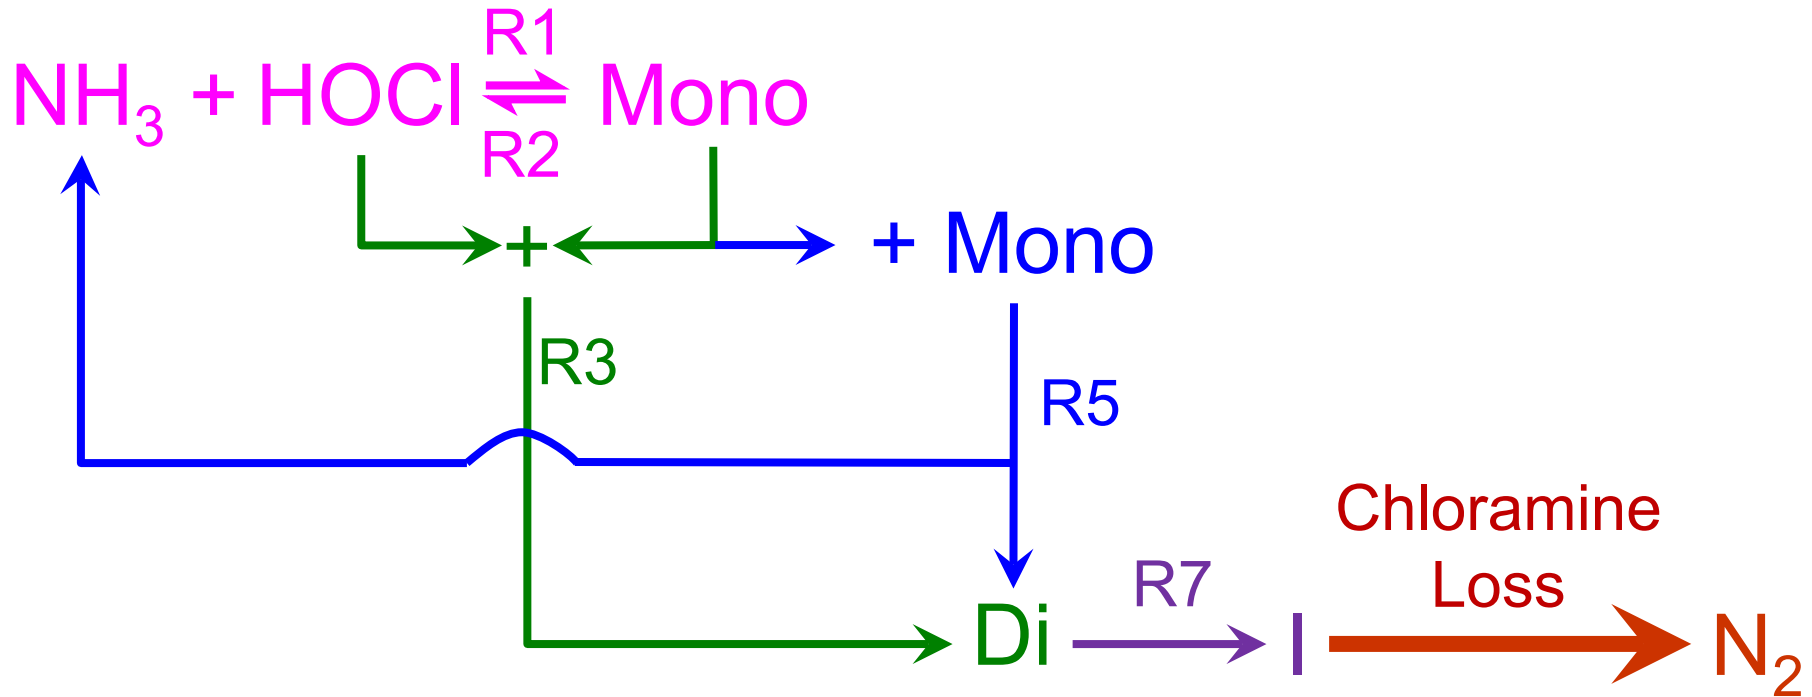 R1
NH₃ + HOCl ⇌ Mono
R2
+
+ Mono
R3
R5
Chloramine
Loss
R7
Di
I
N₂